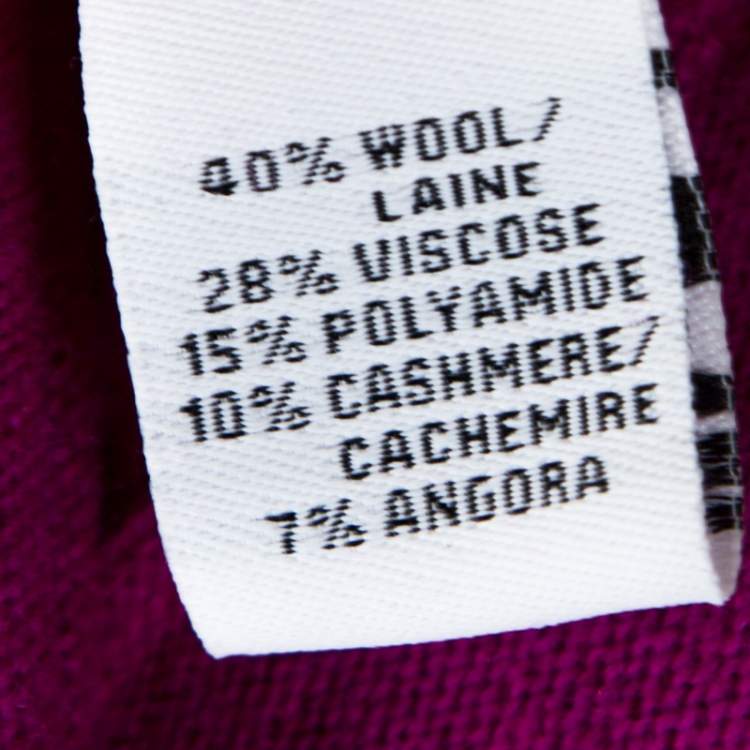 40% WOOL/
LAINE
28% VISCOSE
15% POLYAMIDE
10% CASHMERE/
CACHEMIRE
7% ANGORA